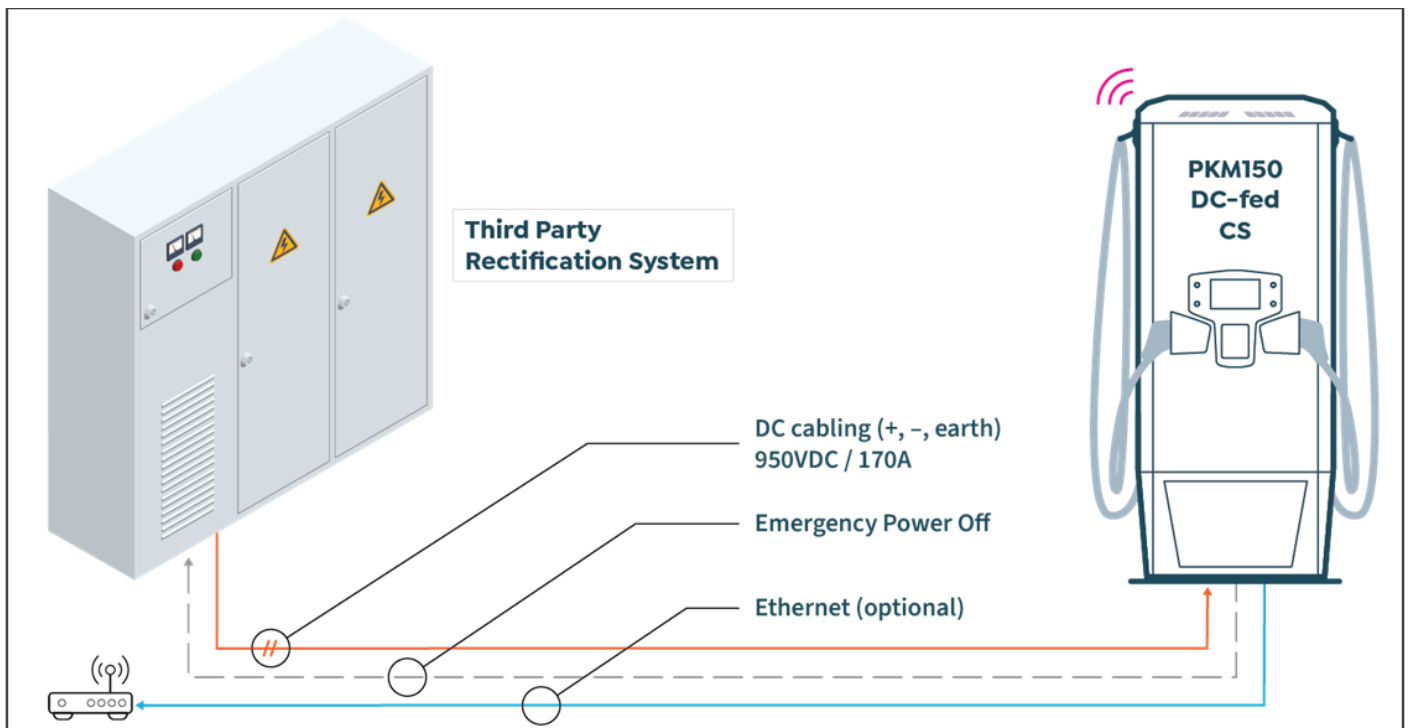 Third Party
Rectification System
PKM150
DC-fed
CS
DC cabling (+, –, earth)
950VDC / 170A
Emergency Power Off
Ethernet (optional)